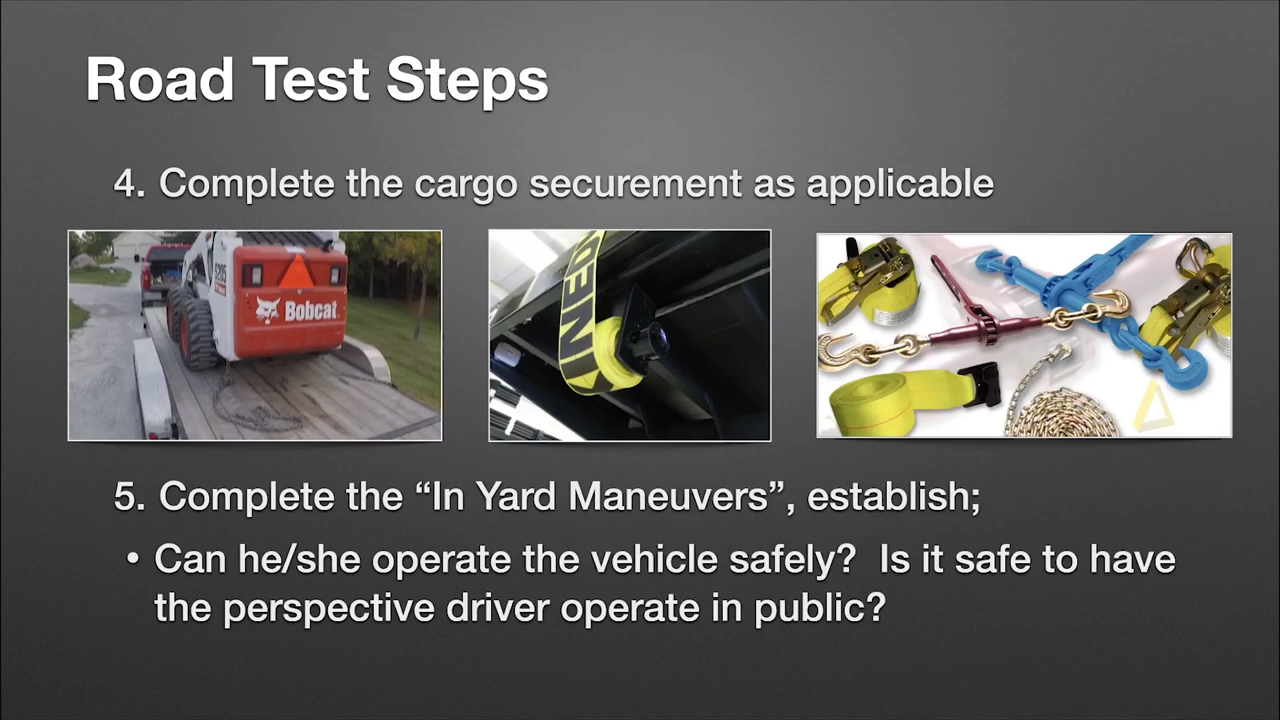 Road Test Steps
4. Complete the cargo securement as applicable
Bobcat
5. Complete the “In Yard Maneuvers”, establish;
• Can he/she operate the vehicle safely? Is it safe to have
the perspective driver operate in public?